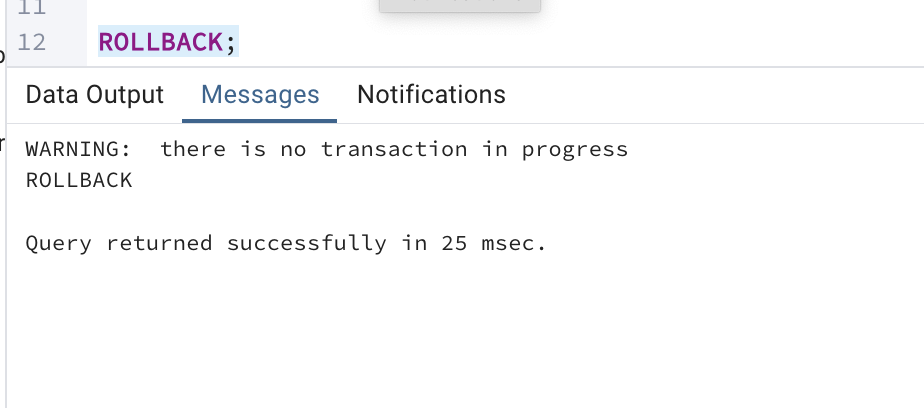 11
12 ROLLBACK;
Data Output Messages Notifications
WARNING:  there is no transaction in progress
ROLLBACK
Query returned successfully in 25 msec.